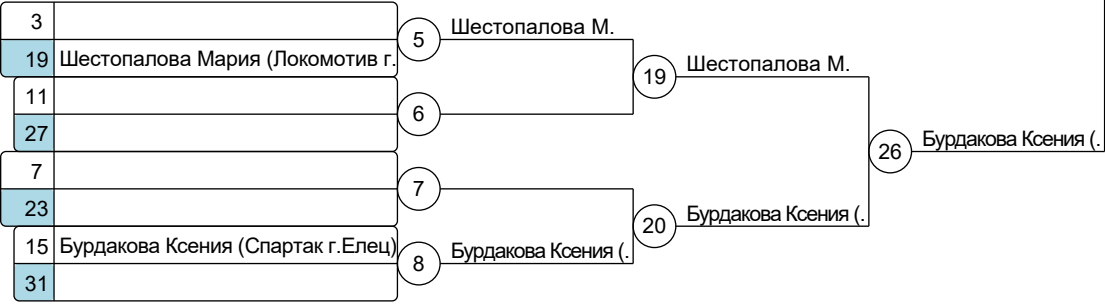 3
19 Шестопалова Мария (Локомотив г.
11
27
7
23
15 Бурдакова Ксения (Спартак г.Елец)
31
5 Шестопалова М.
6
7
8 Бурдакова Ксения (.
19 Шестопалова М.
20 Бурдакова Ксения (.
26 Бурдакова Ксения (.